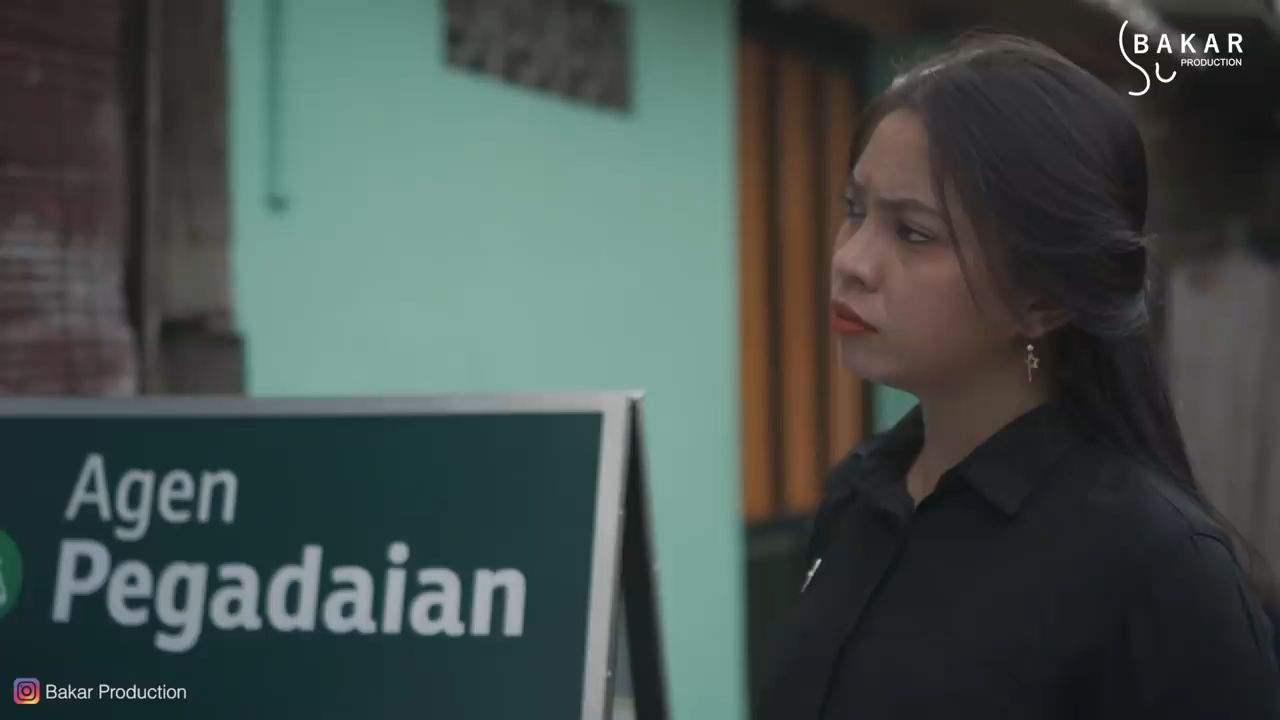 BAKAR
PRODUCTION
Agen
Pegadaian
Bakar Production